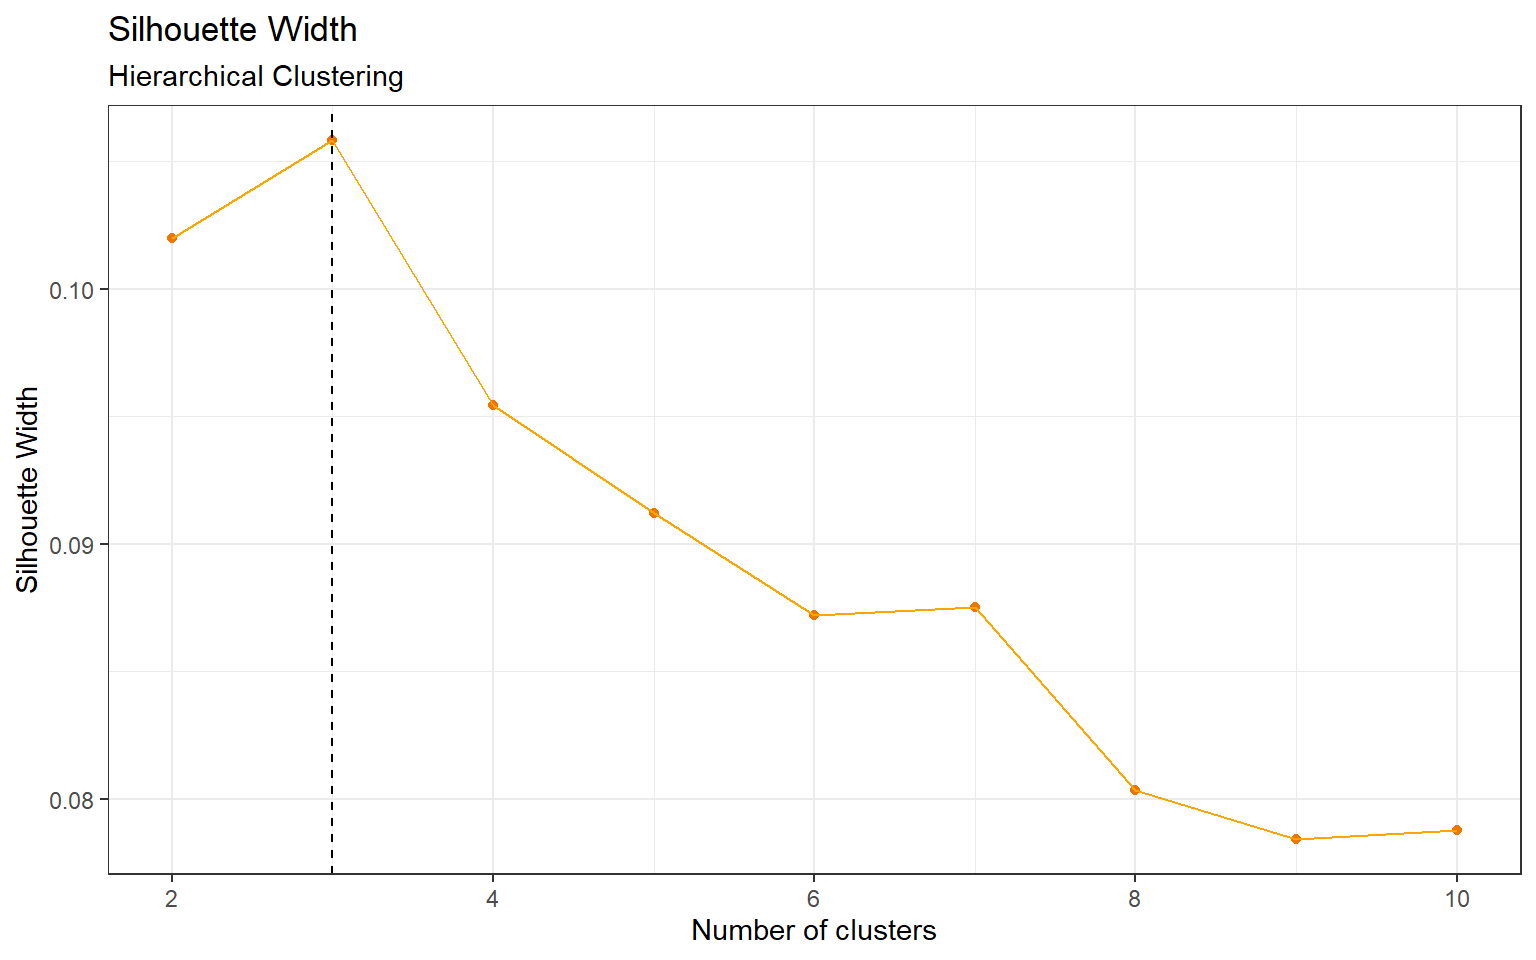 Silhouette Width
Hierarchical Clustering
Silhouette Width
0.10
0.09
0.08
2 4 6 8 10
Number of clusters